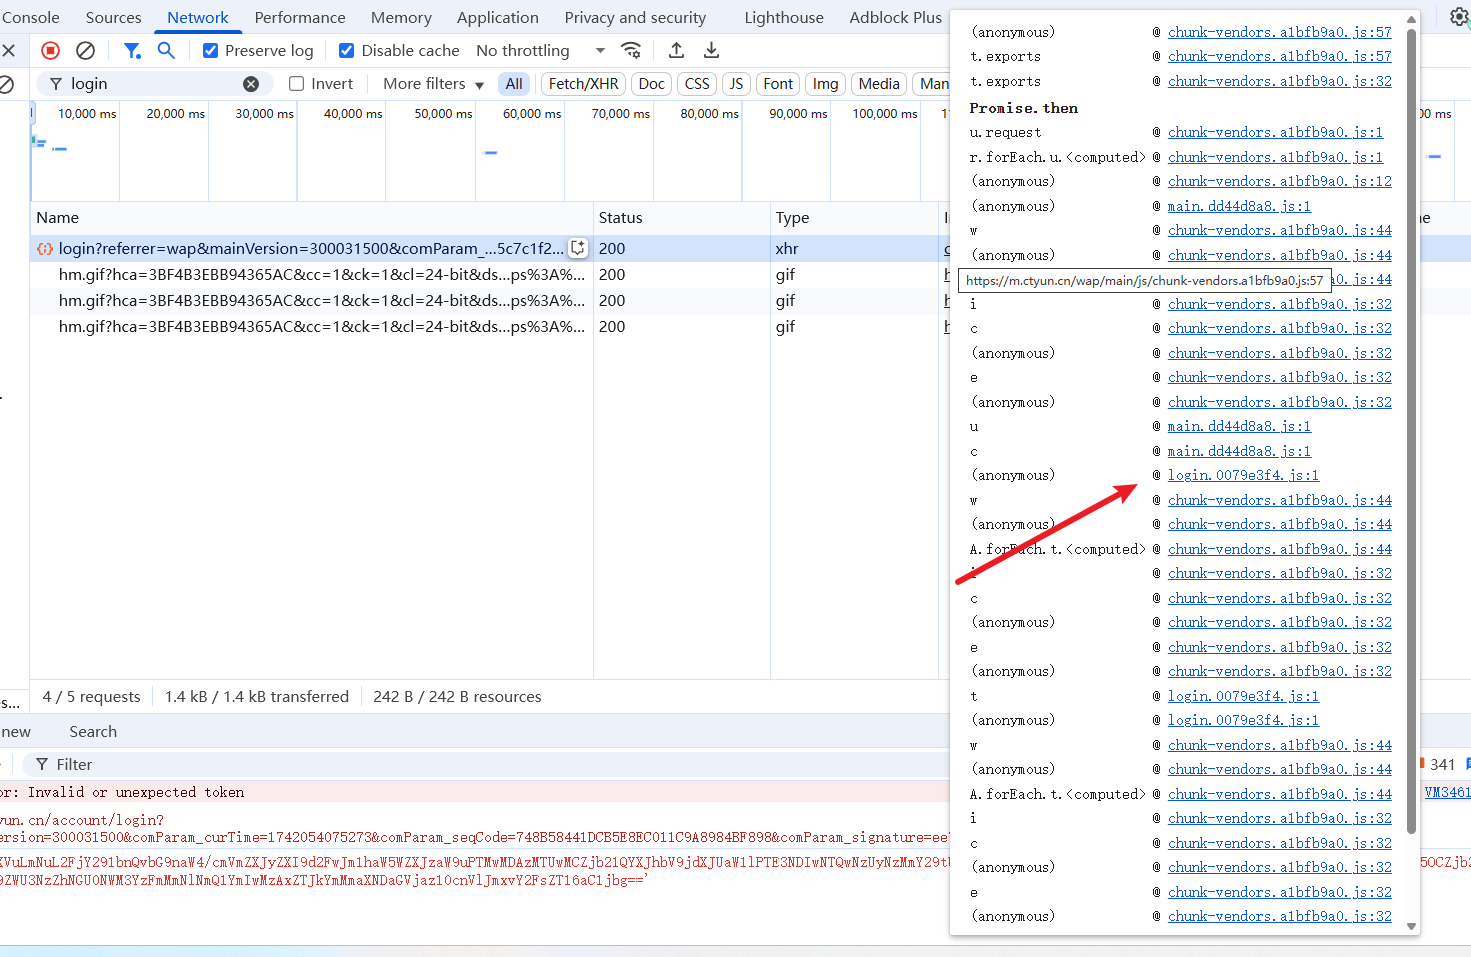 Console Sources Network Performance Memory Application Privacy and security Lighthouse Adblock Plus
Preserve log Disable cache No throttling
login Invert More filters All Fetch/XHR Doc CSS JS Font Img Media Man
10,000 ms 20,000 ms 30,000 ms 40,000 ms 50,000 ms 60,000 ms 70,000 ms 80,000 ms 90,000 ms 100,000 ms
Name Status Type
login?referrer=wap&mainVersion=300031500&comParam_...5c7c1f2... 200 xhr
hm.gif?hca=3BF4B3EBB94365AC&cc=1&ck=1&cl=24-bit&ds...ps%3A%... 200 gif
hm.gif?hca=3BF4B3EBB94365AC&cc=1&ck=1&cl=24-bit&ds...ps%3A%... 200 gif
hm.gif?hca=3BF4B3EBB94365AC&cc=1&ck=1&cl=24-bit&ds...ps%3A%... 200 gif
4 / 5 requests 1.4 kB / 1.4 kB transferred 242 B / 242 B resources
new Search
Filter
341
or: Invalid or unexpected token
VM3461
yun.cn/account/login?
ersion=300031500&comParam_curTime=1742054075273&comParam_seqCode=748B58441DCB5E8EC011C9A8984BF898&comParam_signature=ee
(anonymous) @ chunk-vendors.a1bfb9a0.js:57
t.exports @ chunk-vendors.a1bfb9a0.js:57
t.exports @ chunk-vendors.a1bfb9a0.js:32
Promise.then
u.request @ chunk-vendors.a1bfb9a0.js:1
r.forEach.u.<computed> @ chunk-vendors.a1bfb9a0.js:1
(anonymous) @ chunk-vendors.a1bfb9a0.js:12
(anonymous) @ main.dd44d8a8.js:1
w @ chunk-vendors.a1bfb9a0.js:44
(anonymous) @ chunk-vendors.a1bfb9a0.js:44
https://m.ctyun.cn/wap/main/js/chunk-vendors.a1bfb9a0.js:57
a0.js:44
i @ chunk-vendors.a1bfb9a0.js:32
c @ chunk-vendors.a1bfb9a0.js:32
(anonymous) @ chunk-vendors.a1bfb9a0.js:32
e @ chunk-vendors.a1bfb9a0.js:32
(anonymous) @ chunk-vendors.a1bfb9a0.js:32
u @ main.dd44d8a8.js:1
c @ main.dd44d8a8.js:1
(anonymous) @ login.0079e3f4.js:1
w @ chunk-vendors.a1bfb9a0.js:44
(anonymous) @ chunk-vendors.a1bfb9a0.js:44
A.forEach.t.<computed> @ chunk-vendors.a1bfb9a0.js:44
i @ chunk-vendors.a1bfb9a0.js:32
c @ chunk-vendors.a1bfb9a0.js:32
(anonymous) @ chunk-vendors.a1bfb9a0.js:32
e @ chunk-vendors.a1bfb9a0.js:32
(anonymous) @ chunk-vendors.a1bfb9a0.js:32
t @ login.0079e3f4.js:1
(anonymous) @ login.0079e3f4.js:1
w @ chunk-vendors.a1bfb9a0.js:44
(anonymous) @ chunk-vendors.a1bfb9a0.js:44
A.forEach.t.<computed> @ chunk-vendors.a1bfb9a0.js:44
i @ chunk-vendors.a1bfb9a0.js:32
c @ chunk-vendors.a1bfb9a0.js:32
(anonymous) @ chunk-vendors.a1bfb9a0.js:32
e @ chunk-vendors.a1bfb9a0.js:32
(anonymous) @ chunk-vendors.a1bfb9a0.js:32